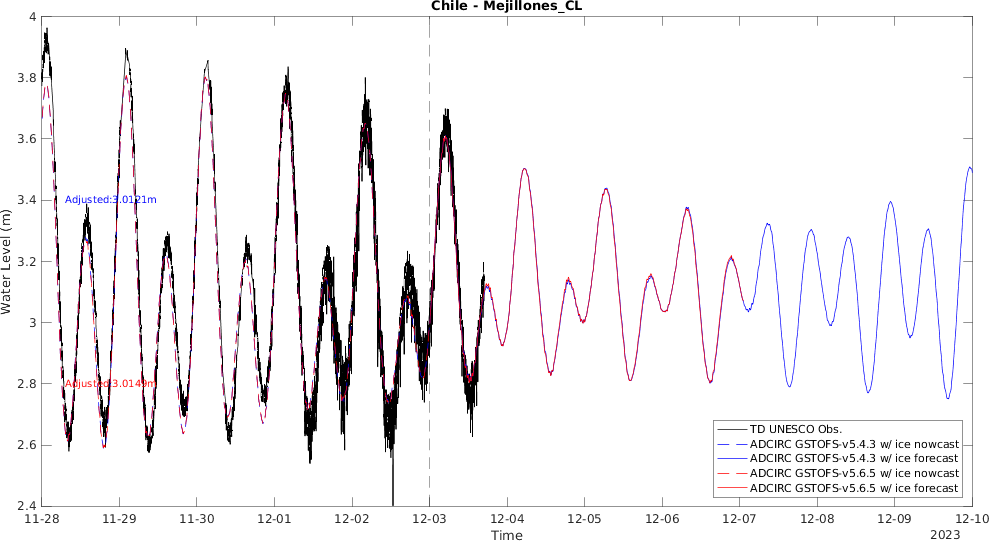 Chile - Mejillones_CL
4
3.8
3.6
3.4
3.2
3
2.8
2.6
2.4
Water Level (m)
Adjusted:3.0121m
Adjusted:3.0149m
TD UNESCO Obs.
ADCIRC GSTOFS-v5.4.3 w/ ice nowcast
ADCIRC GSTOFS-v5.4.3 w/ ice forecast
ADCIRC GSTOFS-v5.6.5 w/ ice nowcast
ADCIRC GSTOFS-v5.6.5 w/ ice forecast
11-28 11-29 11-30 12-01 12-02 12-03 12-04 12-05 12-06 12-07 12-08 12-09 12-10
Time
2023